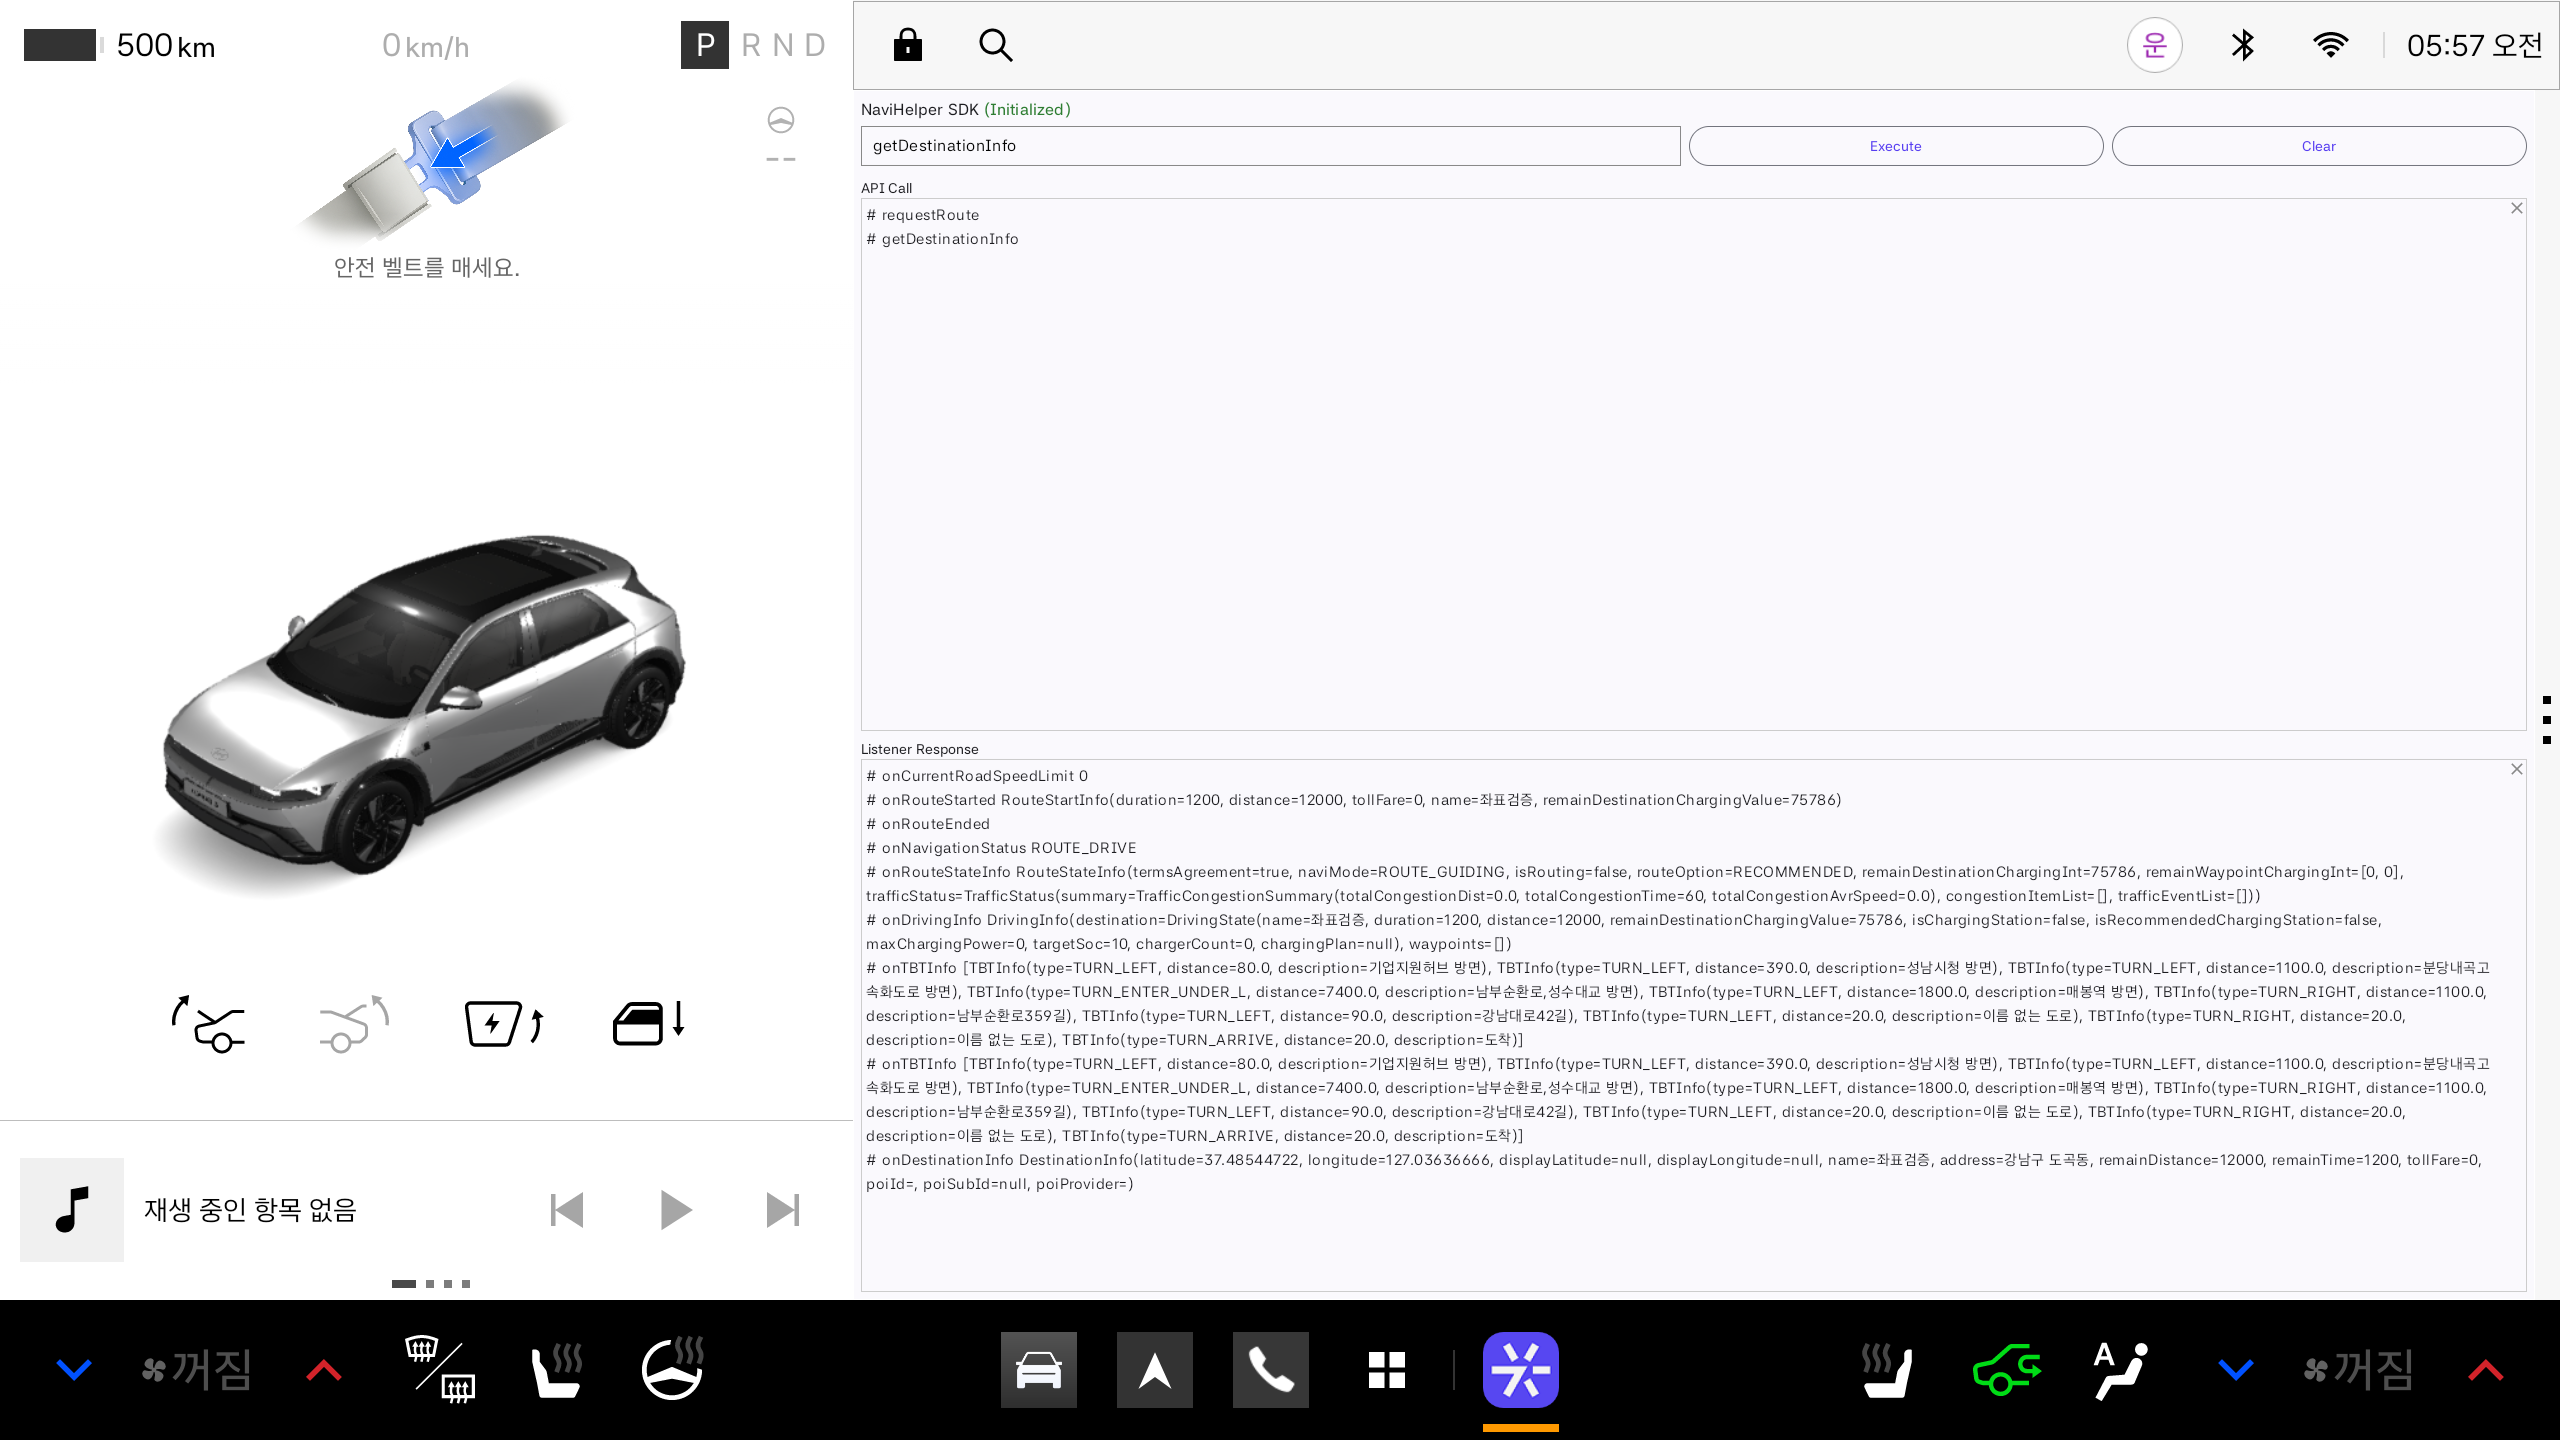 500 km
0 km/h
P R N D
운
05:57 오전
안전 벨트를 매세요.
NaviHelper SDK (Initialized)
getDestinationInfo
Execute
Clear
API Call
# requestRoute
# getDestinationInfo
Listener Response
# onCurrentRoadSpeedLimit 0
# onRouteStarted RouteStartInfo(duration=1200, distance=12000, tollFare=0, name=좌표검증, remainDestinationChargingValue=75786)
# onRouteEnded
# onNavigationStatus ROUTE_DRIVE
# onRouteStateInfo RouteStateInfo(termsAgreement=true, naviMode=ROUTE_GUIDING, isRouting=false, routeOption=RECOMMENDED, remainDestinationChargingInt=75786, remainWaypointChargingInt=[0, 0],
trafficStatus=TrafficStatus(summary=TrafficCongestionSummary(totalCongestionDist=0.0, totalCongestionTime=60, totalCongestionAvrSpeed=0.0), congestionItemList=[], trafficEventList=[]))
# onDrivingInfo DrivingInfo(destination=DrivingState(name=좌표검증, duration=1200, distance=12000, remainDestinationChargingValue=75786, isChargingStation=false, isRecommendedChargingStation=false,
maxChargingPower=0, targetSoc=10, chargerCount=0, chargingPlan=null), waypoints=[])
# onTBTInfo [TBTInfo(type=TURN_LEFT, distance=80.0, description=기업지원허브 방면), TBTInfo(type=TURN_LEFT, distance=390.0, description=성남시청 방면), TBTInfo(type=TURN_LEFT, distance=1100.0, description=분당내곡고
속화도로 방면), TBTInfo(type=TURN_ENTER_UNDER_L, distance=7400.0, description=남부순환로,성수대교 방면), TBTInfo(type=TURN_LEFT, distance=1800.0, description=매봉역 방면), TBTInfo(type=TURN_RIGHT, distance=1100.0,
description=남부순환로359길), TBTInfo(type=TURN_LEFT, distance=90.0, description=강남대로42길), TBTInfo(type=TURN_LEFT, distance=20.0, description=이름 없는 도로), TBTInfo(type=TURN_RIGHT, distance=20.0,
description=이름 없는 도로), TBTInfo(type=TURN_ARRIVE, distance=20.0, description=도착)]
# onTBTInfo [TBTInfo(type=TURN_LEFT, distance=80.0, description=기업지원허브 방면), TBTInfo(type=TURN_LEFT, distance=390.0, description=성남시청 방면), TBTInfo(type=TURN_LEFT, distance=1100.0, description=분당내곡고
속화도로 방면), TBTInfo(type=TURN_ENTER_UNDER_L, distance=7400.0, description=남부순환로,성수대교 방면), TBTInfo(type=TURN_LEFT, distance=1800.0, description=매봉역 방면), TBTInfo(type=TURN_RIGHT, distance=1100.0,
description=남부순환로359길), TBTInfo(type=TURN_LEFT, distance=90.0, description=강남대로42길), TBTInfo(type=TURN_LEFT, distance=20.0, description=이름 없는 도로), TBTInfo(type=TURN_RIGHT, distance=20.0,
description=이름 없는 도로), TBTInfo(type=TURN_ARRIVE, distance=20.0, description=도착)]
# onDestinationInfo DestinationInfo(latitude=37.48544722, longitude=127.03636666, displayLatitude=null, displayLongitude=null, name=좌표검증, address=강남구 도곡동, remainDistance=12000, remainTime=1200, tollFare=0,
poiId=, poiSubId=null, poiProvider=)
재생 중인 항목 없음
꺼짐
A
꺼짐